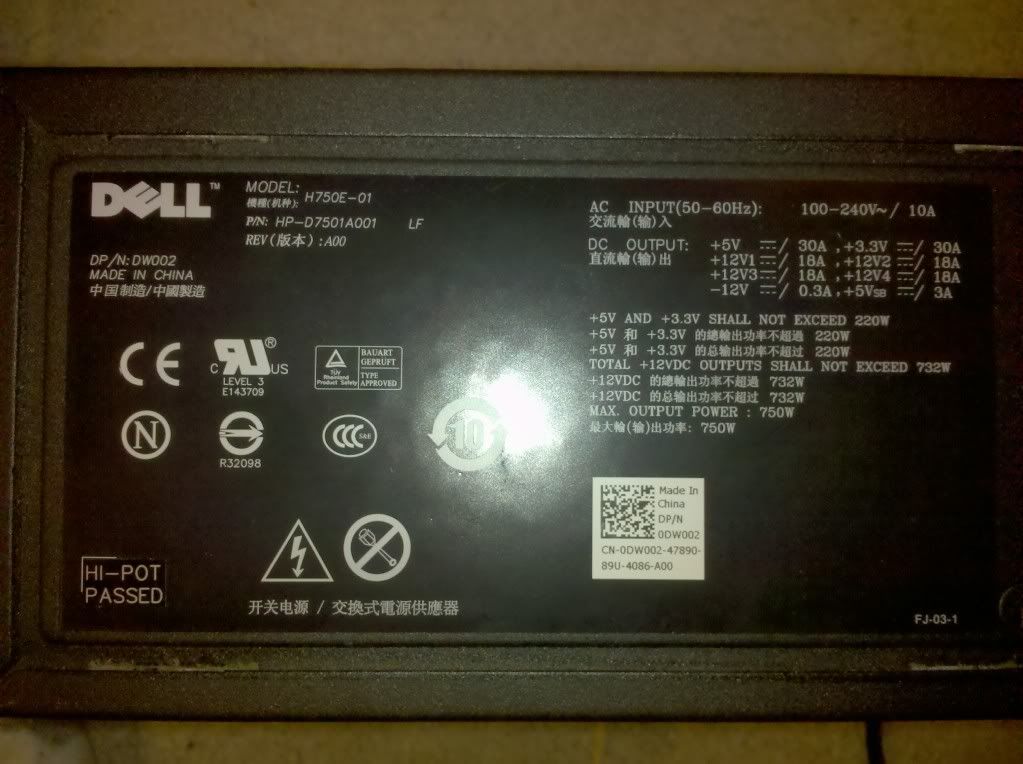 DELL™
MODEL: H750E-01
機種(机种):
P/N: HP-D7501A001 LF
REV(版本):A00
DP/N: DW002
MADE IN CHINA
中国制造/中國製造
CE
C RU ® US
LEVEL 3
E143709
TÜV
Rheinland
Product Safety
BAUART
GEPRUFT
TYPE
APPROVED
N
R32098
CCC S&E
10
HI-POT
PASSED
开关电源 / 交換式電源供應器
AC INPUT(50-60Hz): 100-240V~/ 10A
交流輸(输)入
DC OUTPUT: +5V ⎓/ 30A,+3.3V ⎓/ 30A
直流輸(输)出 +12V1 ⎓/ 18A,+12V2 ⎓/ 18A
+12V3 ⎓/ 18A,+12V4 ⎓/ 18A
-12V ⎓/ 0.3A,+5VSB ⎓/ 3A
+5V AND +3.3V SHALL NOT EXCEED 220W
+5V 和 +3.3V 的總輸出功率不超過 220W
+5V 和 +3.3V 的总输出功率不超过 220W
TOTAL +12VDC OUTPUTS SHALL NOT EXCEED 732W
+12VDC 的總輸出功率不超過 732W
+12VDC 的总输出功率不超过 732W
MAX. OUTPUT POWER : 750W
最大輸(输)出功率: 750W
Made In
China
DP/N
0DW002
CN-0DW002-47890-
89U-4086-A00
FJ-03-1